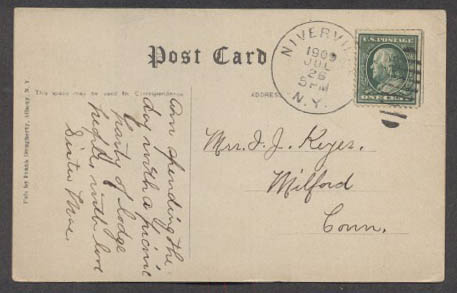 Post Card
This space may be used for Correspondence
ADDRESS
NIVERVILLE
1909
JUL
26
5 PM
N.Y.
U.S. POSTAGE
ONE CENT
Mrs. F. J. Keyes.
Milford
Conn.
Am spending the
day with a picnic
party of lodge
people, with love
Sister Mae.
Pub. by Dougherty, Albany, N. Y.